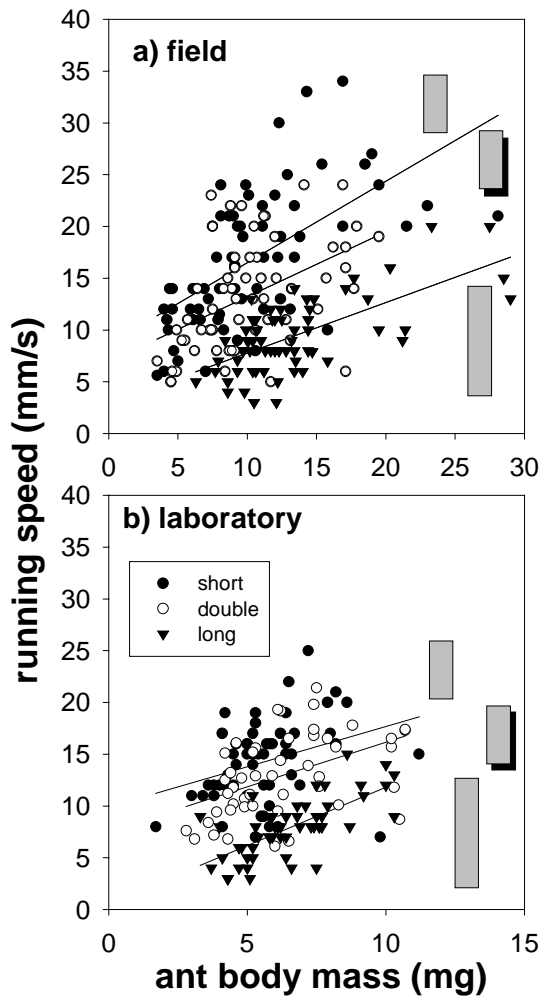 a) field
40
35
30
25
20
15
10
5
0
0 5 10 15 20 25 30
running speed (mm/s)
b) laboratory
short
double
long
40
35
30
25
20
15
10
5
0
0 5 10 15
ant body mass (mg)